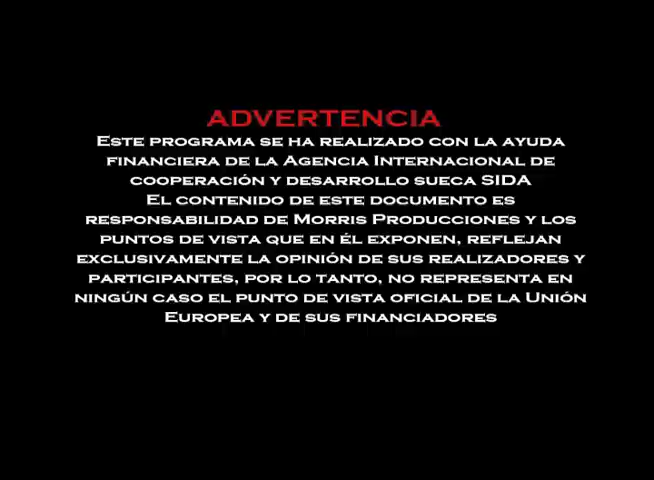 ADVERTENCIA
Este programa se ha realizado con la ayuda
financiera de la Agencia Internacional de
cooperación y desarrollo sueca SIDA
El contenido de este documento es
responsabilidad de Morris Producciones y los
puntos de vista que en él exponen, reflejan
exclusivamente la opinión de sus realizadores y
participantes, por lo tanto, no representa en
ningún caso el punto de vista oficial de la Unión
Europea y de sus financiadores